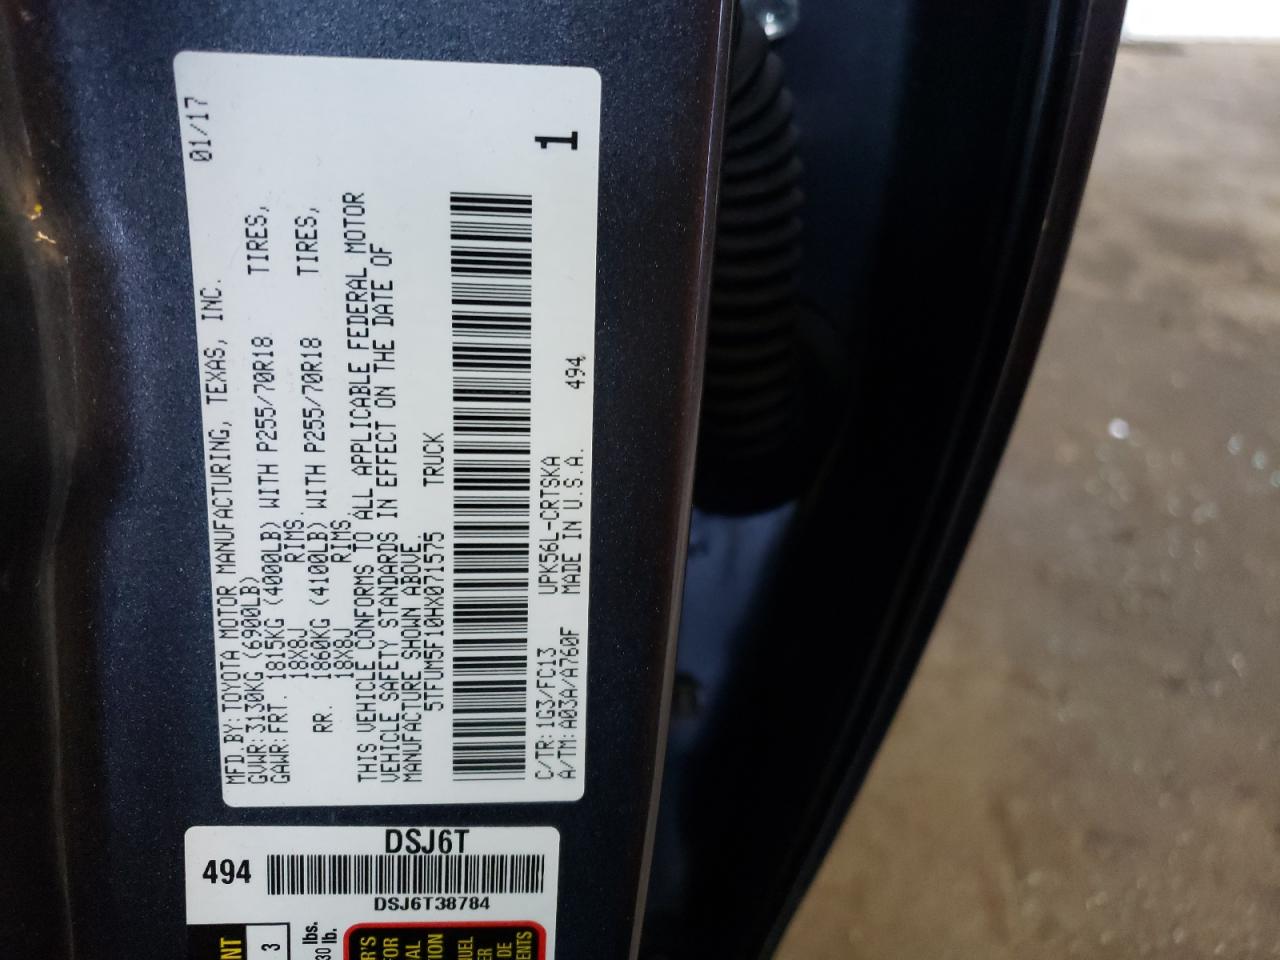 01/17
MFD.BY:TOYOTA MOTOR MANUFACTURING, TEXAS, INC.
GVWR:3130KG (6900LB)
GAWR:FRT. 1815KG (4000LB) WITH P255/70R18 TIRES,
18X8J RIMS.
RR. 1860KG (4100LB) WITH P255/70R18 TIRES,
18X8J RIMS.
THIS VEHICLE CONFORMS TO ALL APPLICABLE FEDERAL MOTOR
VEHICLE SAFETY STANDARDS IN EFFECT ON THE DATE OF
MANUFACTURE SHOWN ABOVE.
5TFUM5F10HX071575 TRUCK
1
C/TR:1G3/FC13 UPK56L-CRTSKA
A/TM:A03A/A760F MADE IN U.S.A. 494
DSJ6T
494
DSJ6T38784
3
lbs.
lb.